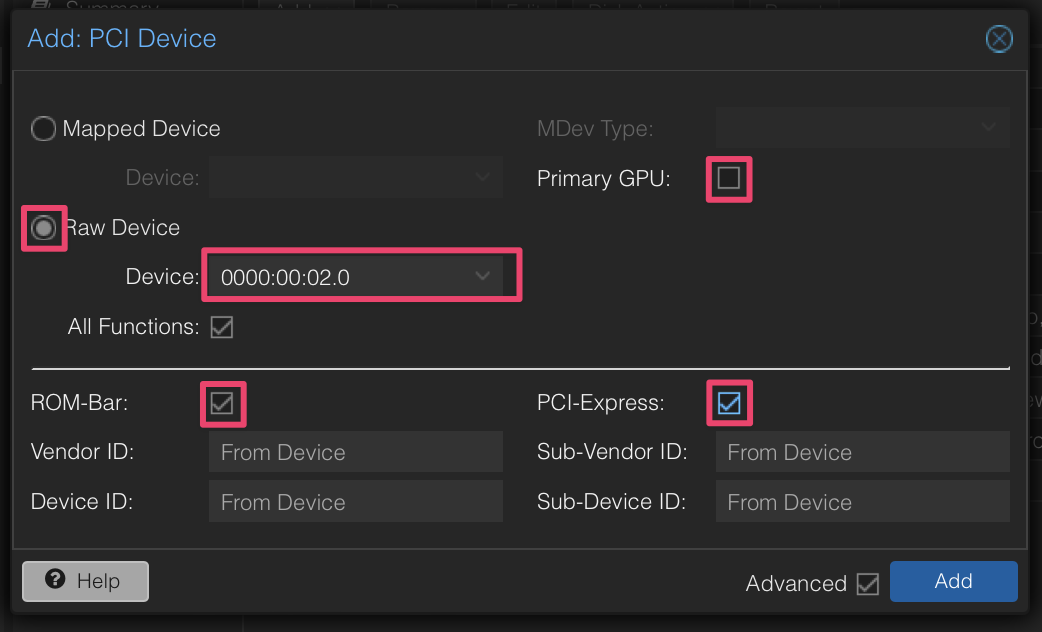 Summary
Add: PCI Device
Mapped Device
MDev Type:
Device:
Primary GPU:
Raw Device
Device: 0000:00:02.0
All Functions:
ROM-Bar:
PCI-Express:
Vendor ID: From Device
Sub-Vendor ID: From Device
Device ID: From Device
Sub-Device ID: From Device
Help
Advanced
Add